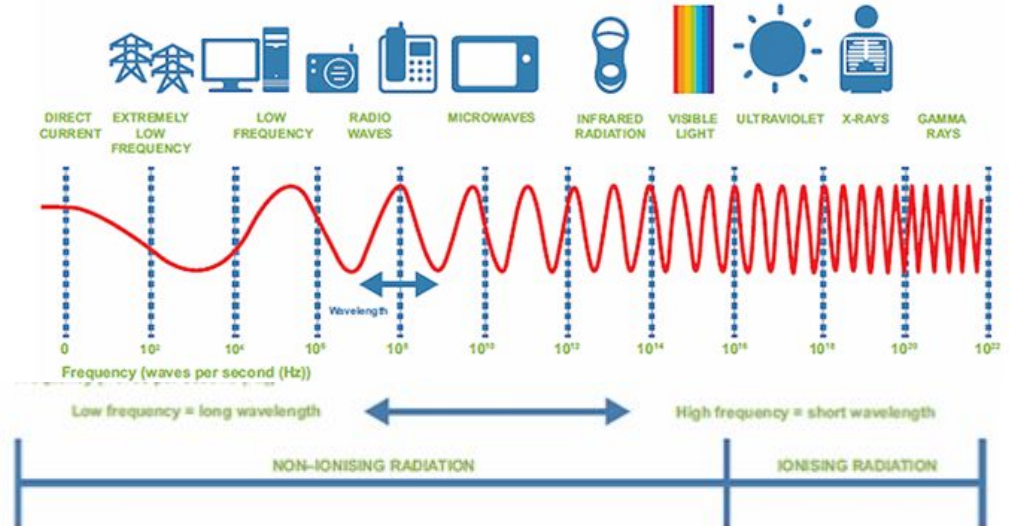 DIRECT CURRENT
EXTREMELY LOW FREQUENCY
LOW FREQUENCY
RADIO WAVES
MICROWAVES
INFRARED RADIATION
VISIBLE LIGHT
ULTRAVIOLET
X-RAYS
GAMMA RAYS
Wavelength
0 10² 10⁴ 10⁶ 10⁸ 10¹⁰ 10¹² 10¹⁴ 10¹⁶ 10¹⁸ 10²⁰ 10²²
Frequency (waves per second (Hz))
Low frequency = long wavelength
High frequency = short wavelength
NON-IONISING RADIATION
IONISING RADIATION